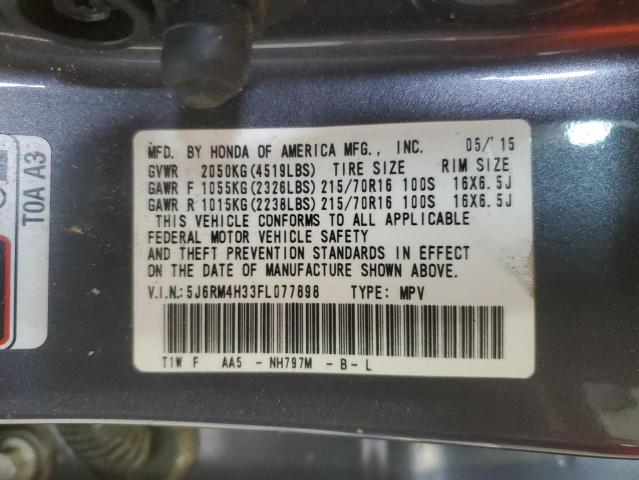 MFD. BY HONDA OF AMERICA MFG., INC. 05/'15
GVWR 2050KG(4519LBS) TIRE SIZE RIM SIZE
GAWR F 1055KG(2326LBS) 215/70R16 100S 16X6.5J
GAWR R 1015KG(2238LBS) 215/70R16 100S 16X6.5J
THIS VEHICLE CONFORMS TO ALL APPLICABLE
FEDERAL MOTOR VEHICLE SAFETY
AND THEFT PREVENTION STANDARDS IN EFFECT
ON THE DATE OF MANUFACTURE SHOWN ABOVE.
V.I.N.: 5J6RM4H33FL077898 TYPE: MPV
T1W F AA5 - NH797M - B - L
T0A A3